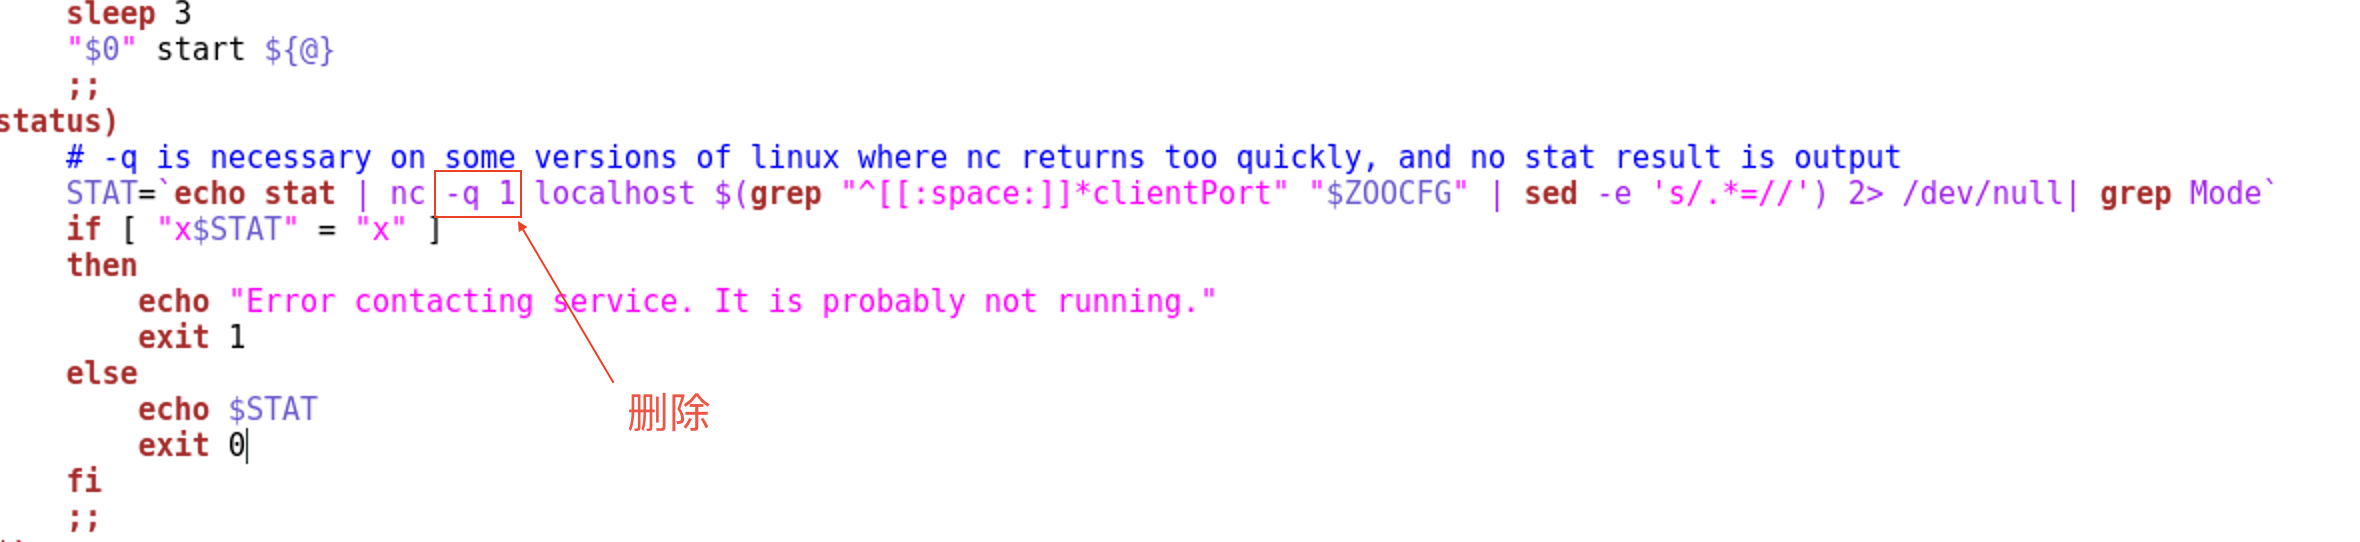 sleep 3
"$0" start ${@}
;;
status)
# -q is necessary on some versions of linux where nc returns too quickly, and no stat result is output
STAT=`echo stat | nc -q 1 localhost $(grep "^[[:space:]]*clientPort" "$ZOOCFG" | sed -e 's/.*=//') 2> /dev/null| grep Mode`
if [ "x$STAT" = "x" ]
then
echo "Error contacting service. It is probably not running."
exit 1
else
删除
echo $STAT
exit 0
fi
;;